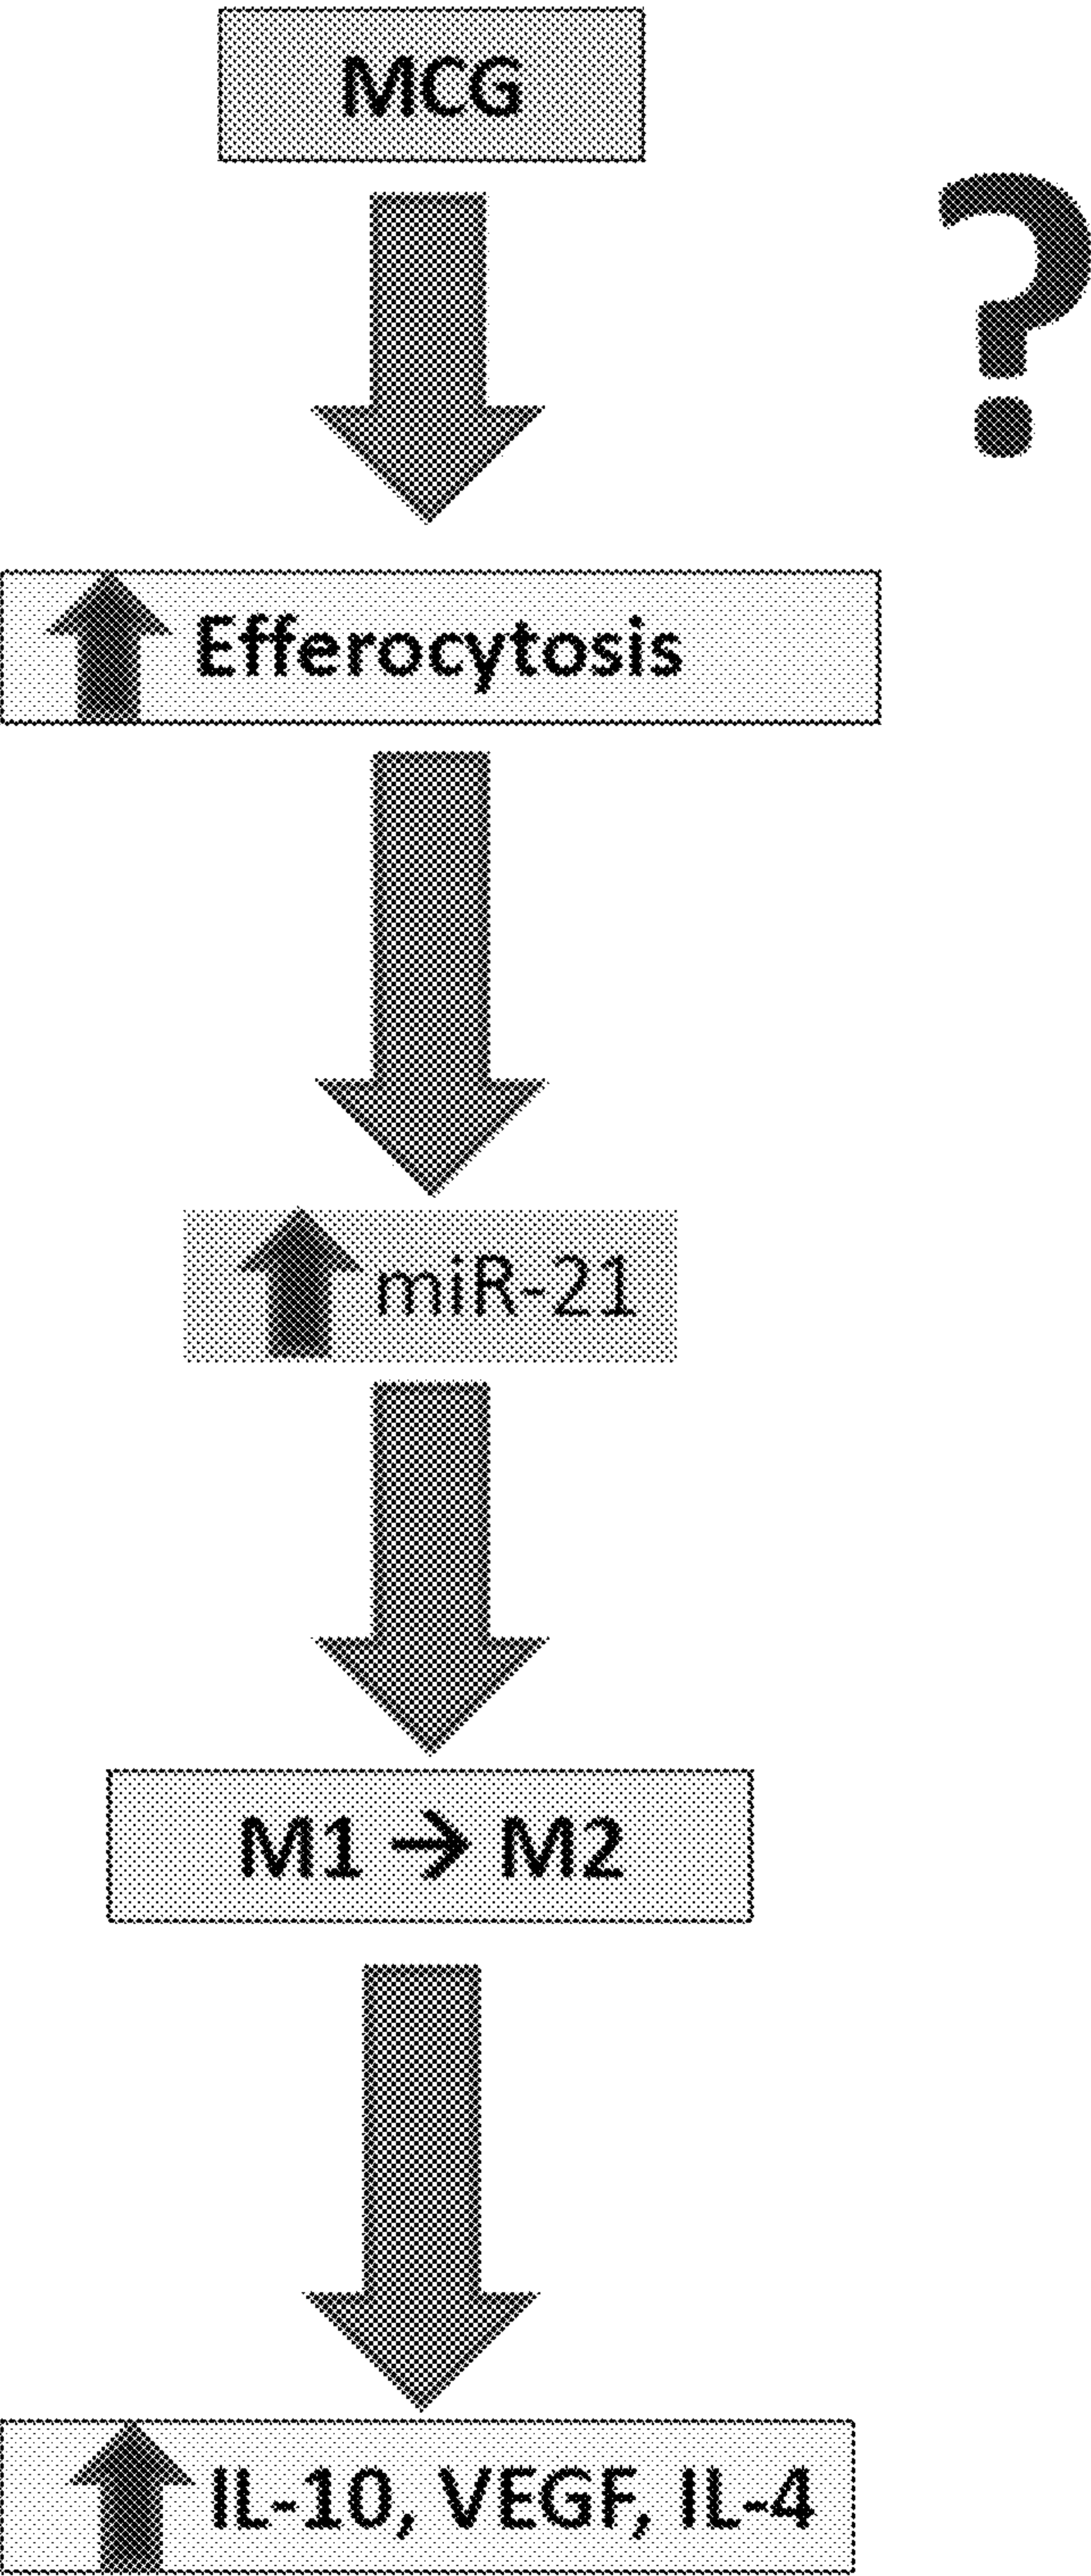 MCG
?
Efferocytosis
miR-21
M1 → M2
IL-10, VEGF, IL-4